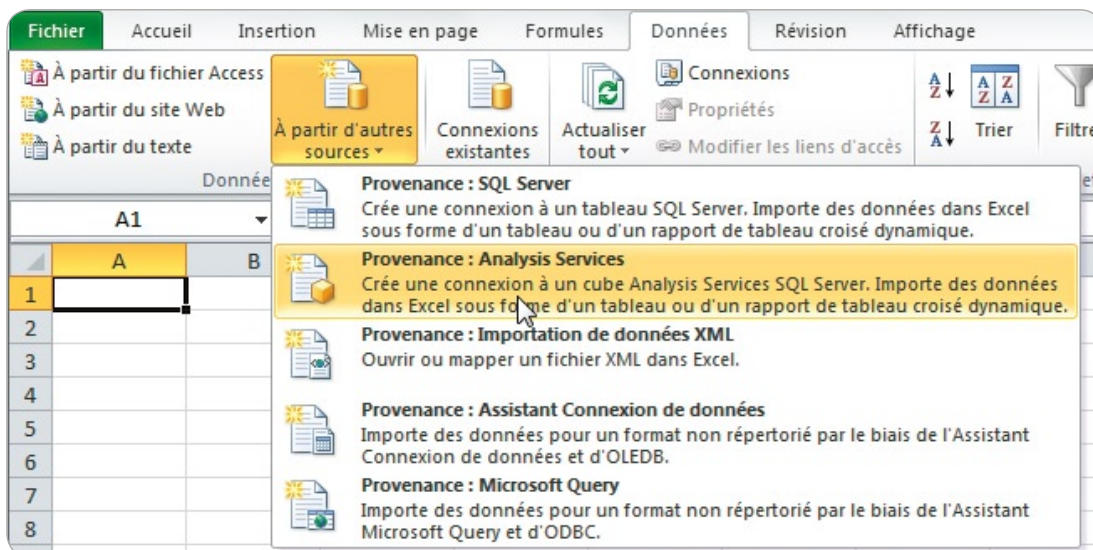 Fichier Accueil Insertion Mise en page Formules Données Révision Affichage
À partir du fichier Access
À partir du site Web
À partir du texte
À partir d'autres
sources
Connexions
existantes
Actualiser
tout
Connexions
Propriétés
Modifier les liens d'accès
Trier
Filtre
Donnée
A1
A B
1
2
3
4
5
6
7
8
Provenance : SQL Server
Crée une connexion à un tableau SQL Server. Importe des données dans Excel
sous forme d'un tableau ou d'un rapport de tableau croisé dynamique.
Provenance : Analysis Services
Crée une connexion à un cube Analysis Services SQL Server. Importe des données
dans Excel sous forme d'un tableau ou d'un rapport de tableau croisé dynamique.
Provenance : Importation de données XML
Ouvrir ou mapper un fichier XML dans Excel.
Provenance : Assistant Connexion de données
Importe des données pour un format non répertorié par le biais de l'Assistant
Connexion de données et d'OLEDB.
Provenance : Microsoft Query
Importe des données pour un format non répertorié par le biais de l'Assistant
Microsoft Query et d'ODBC.